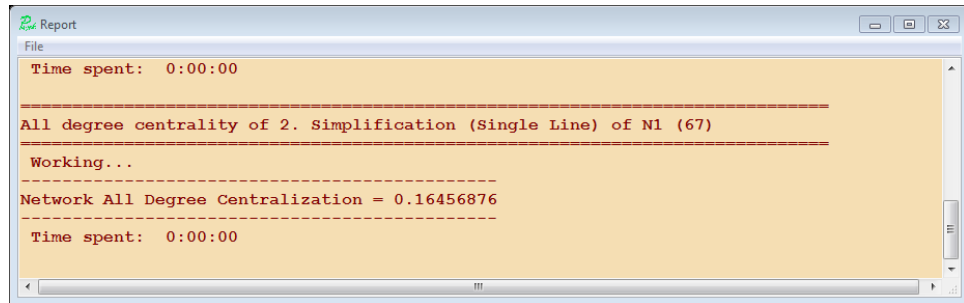 Report
File
Time spent: 0:00:00
==============================================================================
All degree centrality of 2. Simplification (Single Line) of N1 (67)
==============================================================================
Working...
----------------------------------------------
Network All Degree Centralization = 0.16456876
----------------------------------------------
Time spent: 0:00:00